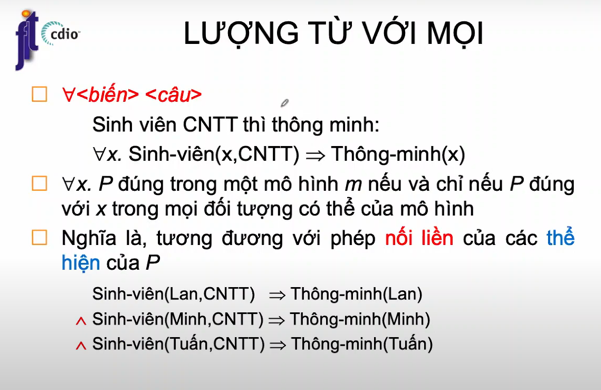 fit cdio
LƯỢNG TỪ VỚI MỌI
∀<biến> <câu>
Sinh viên CNTT thì thông minh:
∀x. Sinh-viên(x,CNTT) ⇒ Thông-minh(x)
∀x. P đúng trong một mô hình m nếu và chỉ nếu P đúng
với x trong mọi đối tượng có thể của mô hình
Nghĩa là, tương đương với phép nối liền của các thể
hiện của P
Sinh-viên(Lan,CNTT) ⇒ Thông-minh(Lan)
∧ Sinh-viên(Minh,CNTT) ⇒ Thông-minh(Minh)
∧ Sinh-viên(Tuấn,CNTT) ⇒ Thông-minh(Tuấn)